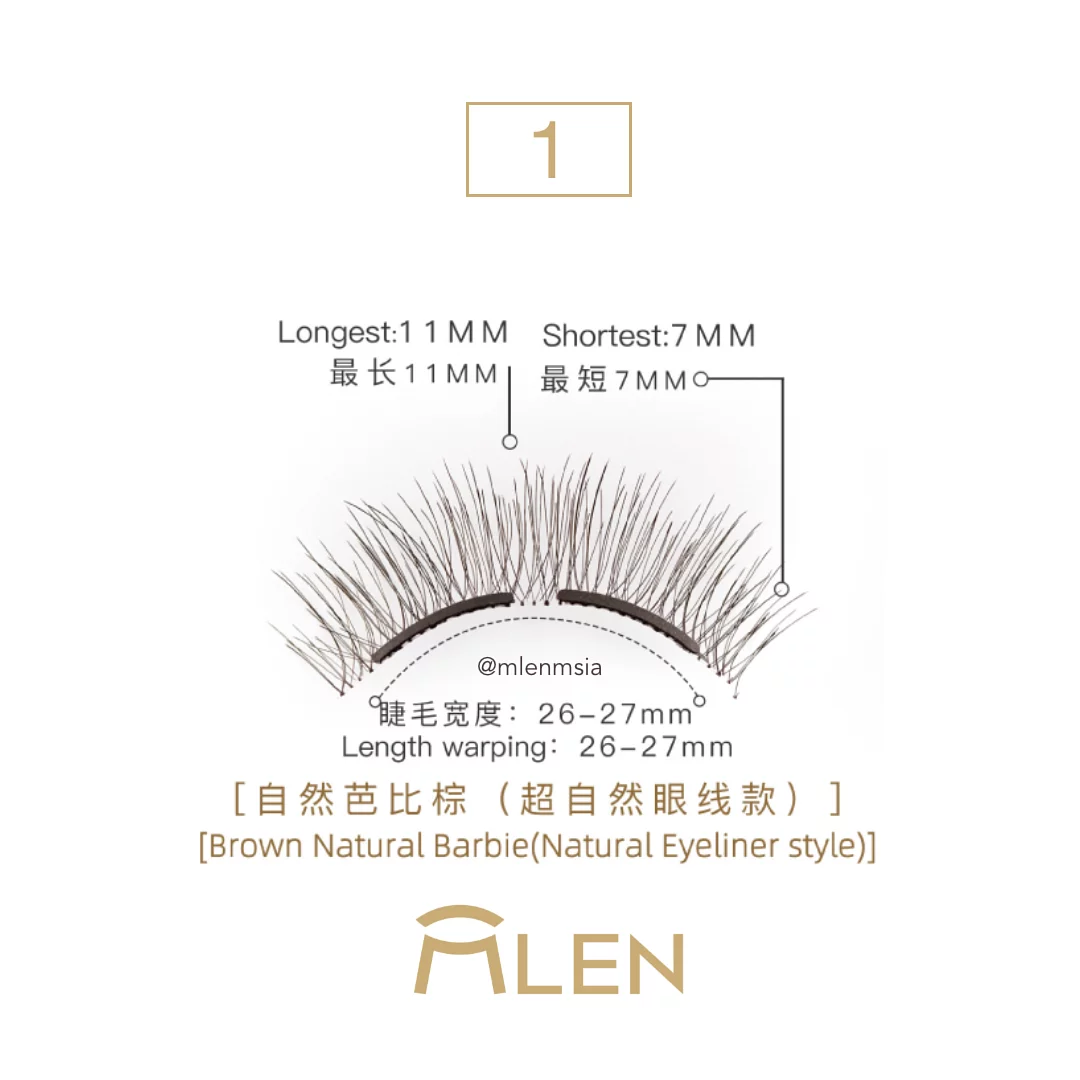 1
Longest:11MM
最长11MM
Shortest:7MM
最短7MM
@mlenmsia
睫毛宽度：26-27mm
Length warping：26-27mm
[自然芭比棕（超自然眼线款）]
[Brown Natural Barbie(Natural Eyeliner style)]
MLEN